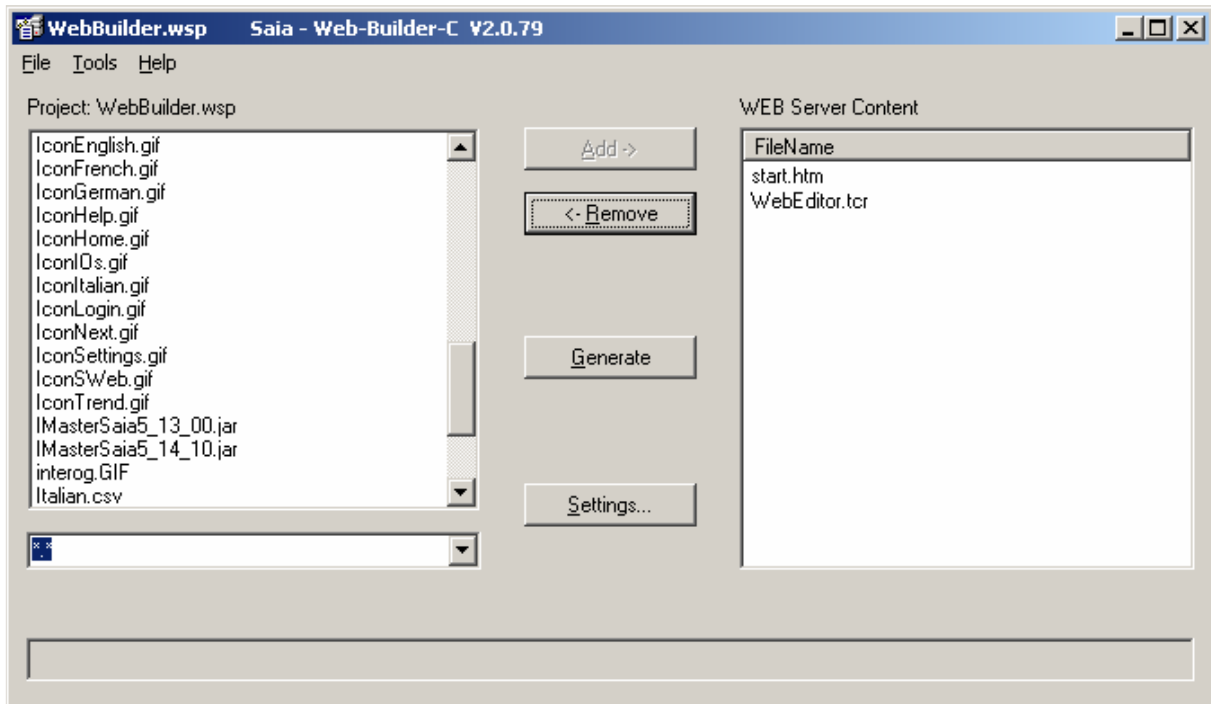 WebBuilder.wsp Saia - Web-Builder-C V2.0.79
File Tools Help
Project: WebBuilder.wsp
IconEnglish.gif
IconFrench.gif
IconGerman.gif
IconHelp.gif
IconHome.gif
IconIOs.gif
IconItalian.gif
IconLogin.gif
IconNext.gif
IconSettings.gif
IconSWeb.gif
IconTrend.gif
IMasterSaia5_13_00.jar
IMasterSaia5_14_10.jar
interog.GIF
Italian.csv
*.*
Add ->
<- Remove
Generate
Settings...
WEB Server Content
FileName
start.htm
WebEditor.tcr